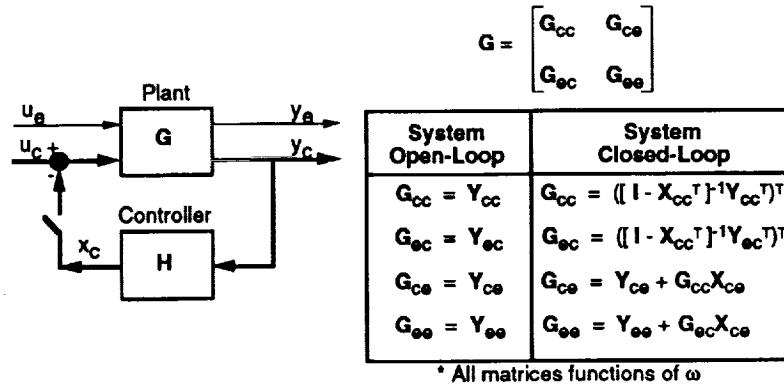 G = [ G_cc G_ce
G_ec G_ee ]
Plant
u_e
G
y_e
u_c +
-
y_c
Controller
x_c
H
System Open-Loop | System Closed-Loop
G_cc = Y_cc | G_cc = ([ I - X_cc^T ]^-1 Y_cc^T)^T
G_ec = Y_ec | G_ec = ([ I - X_cc^T ]^-1 Y_ec^T)^T
G_ce = Y_ce | G_ce = Y_ce + G_cc X_ce
G_ee = Y_ee | G_ee = Y_ee + G_ec X_ce
* All matrices functions of ω